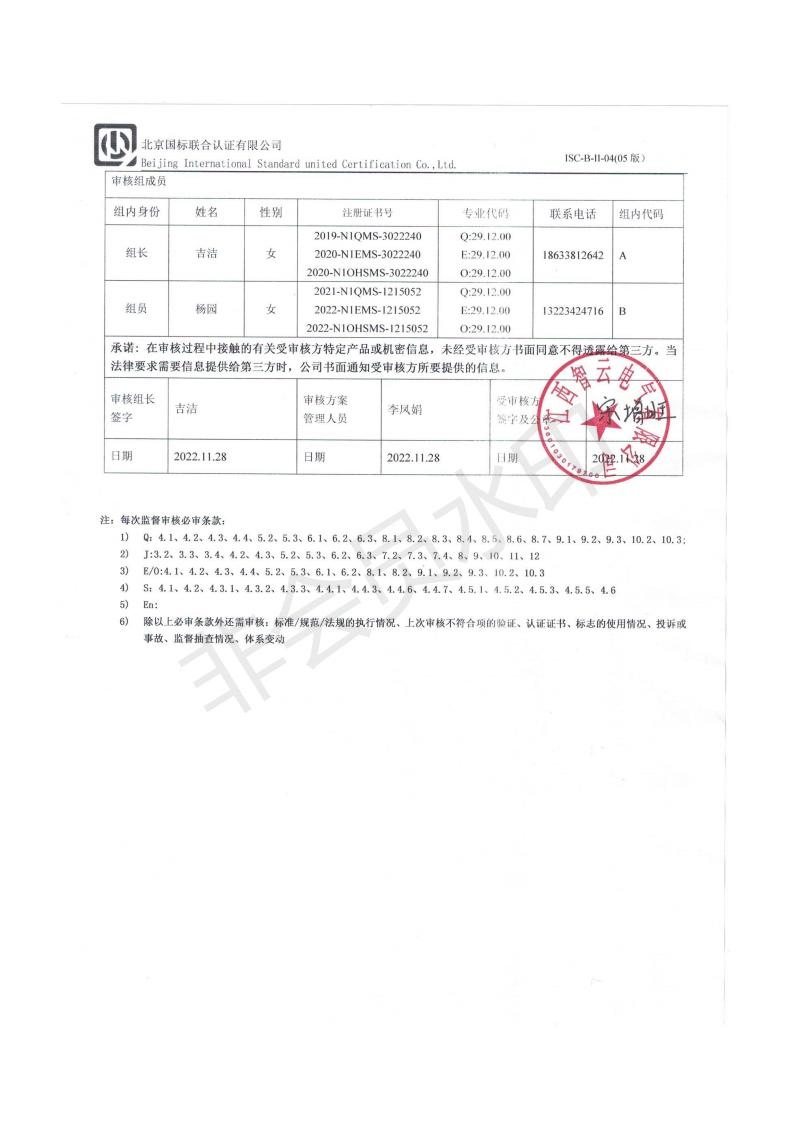 北京国标联合认证有限公司
Beijing International Standard united Certification Co.,Ltd.
ISC-B-II-04(05 版)
审核组成员
组内身份 姓名 性别 注册证书号 专业代码 联系电话 组内代码
组长 吉洁 女 2019-N1QMS-3022240 Q:29.12.00 18633812642 A
2020-N1EMS-3022240 E:29.12.00
2020-N1OHSMS-3022240 O:29.12.00
组员 杨园 女 2021-N1QMS-1215052 Q:29.12.00 13223424716 B
2022-N1EMS-1215052 E:29.12.00
2022-N1OHSMS-1215052 O:29.12.00
承诺: 在审核过程中接触的有关受审核方特定产品或机密信息, 未经受审核方书面同意不得透露给第三方。当
法律要求需要信息提供给第三方时, 公司书面通知受审核方所要提供的信息。
审核组长
签字
吉洁
审核方案
管理人员
李凤娟
受审核方
签字及公章
日期 2022.11.28 日期 2022.11.28 日期 2022.11.28
江西智云电 限公司
注: 每次监督审核必审条款:
1) Q: 4.1、4.2、4.3、4.4、5.2、5.3、6.1、6.2、6.3、8.1、8.2、8.3、8.4、8.5、8.6、8.7、9.1、9.2、9.3、10.2、10.3;
2) J:3.2、3.3、3.4、4.2、4.3、5.2、5.3、6.2、6.3、7.2、7.3、7.4、8、9、10、11、12
3) E/O:4.1、4.2、4.3、4.4、5.2、5.3、6.1、6.2、8.1、8.2、9.1、9.2、9.3、10.2、10.3
4) S: 4.1、4.2、4.3.1、4.3.2、4.3.3、4.4.1、4.4.3、4.4.6、4.4.7、4.5.1、4.5.2、4.5.3、4.5.5、4.6
5) En:
6) 除以上必审条款外还需审核: 标准/规范/法规的执行情况、上次审核不符合项的验证、认证证书、标志的使用情况、投诉或
事故、监督抽查情况、体系变动
非会员水印